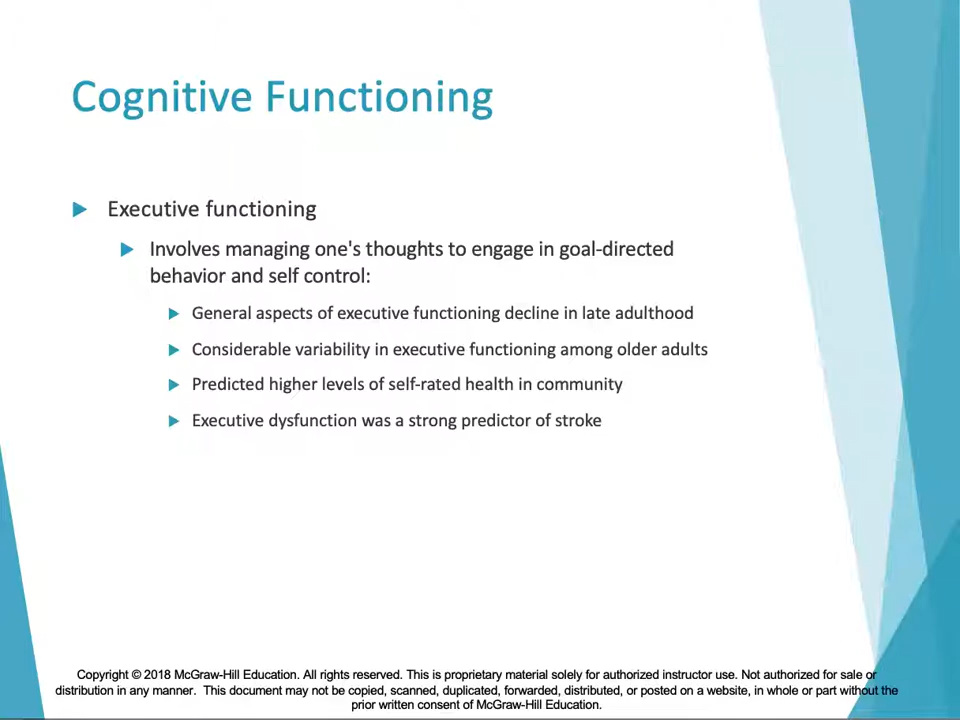 Cognitive Functioning
Executive functioning
Involves managing one's thoughts to engage in goal-directed
behavior and self control:
General aspects of executive functioning decline in late adulthood
Considerable variability in executive functioning among older adults
Predicted higher levels of self-rated health in community
Executive dysfunction was a strong predictor of stroke
Copyright © 2018 McGraw-Hill Education. All rights reserved. This is proprietary material solely for authorized instructor use. Not authorized for sale or
distribution in any manner. This document may not be copied, scanned, duplicated, forwarded, distributed, or posted on a website, in whole or part without the
prior written consent of McGraw-Hill Education.